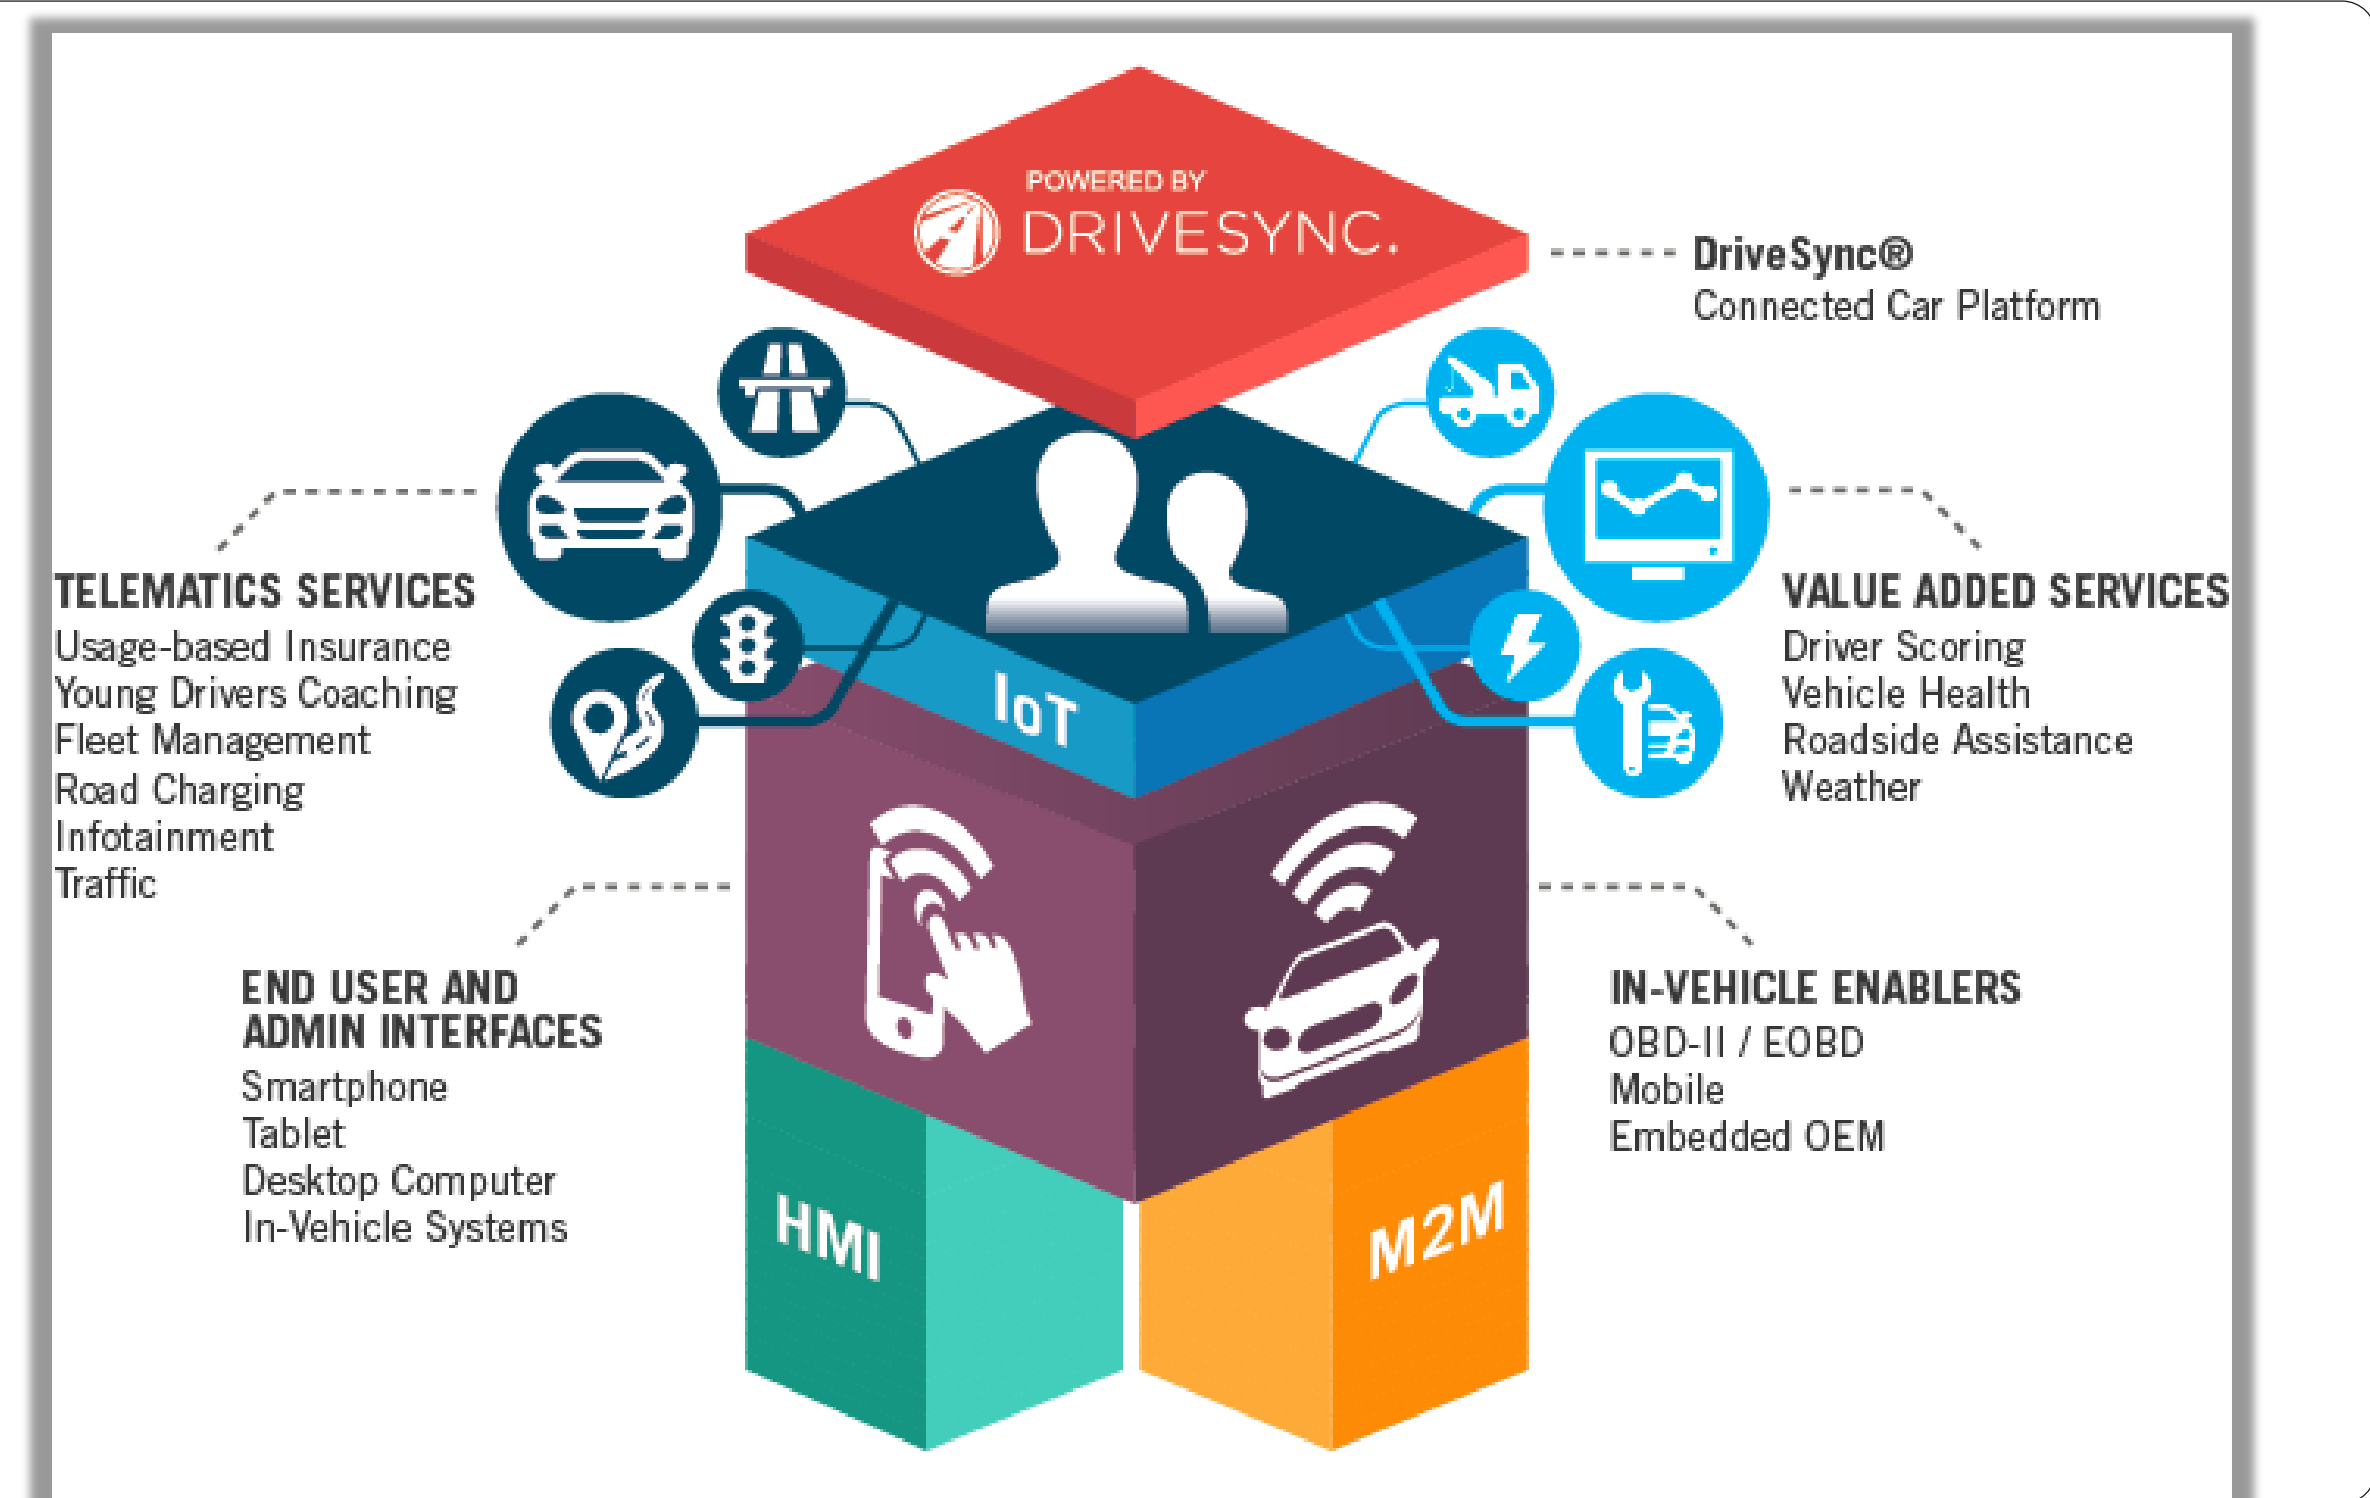 POWERED BY
DRIVESYNC.
DriveSync®
Connected Car Platform
TELEMATICS SERVICES
Usage-based Insurance
Young Drivers Coaching
Fleet Management
Road Charging
Infotainment
Traffic
VALUE ADDED SERVICES
Driver Scoring
Vehicle Health
Roadside Assistance
Weather
IoT
END USER AND
ADMIN INTERFACES
Smartphone
Tablet
Desktop Computer
In-Vehicle Systems
IN-VEHICLE ENABLERS
OBD-II / EOBD
Mobile
Embedded OEM
HMI
M2M